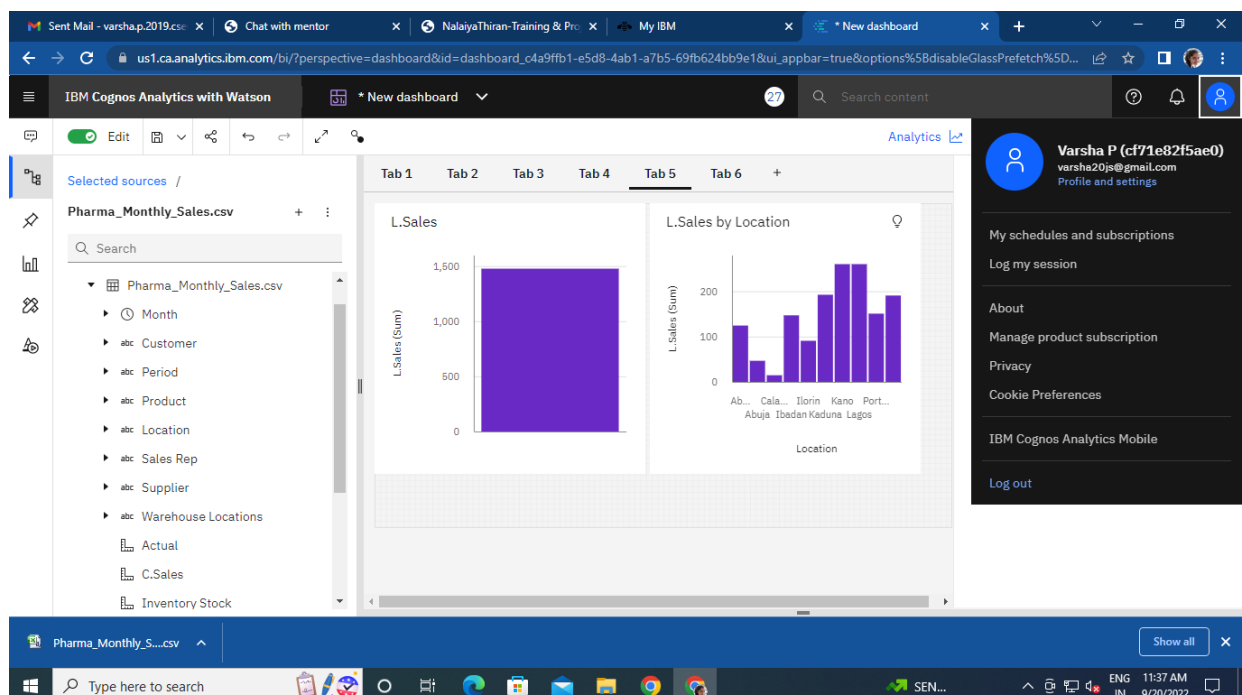 Sent Mail - varsha.p.2019.cse
Chat with mentor
NalaiyaThiran-Training & Pro
My IBM
* New dashboard
us1.ca.analytics.ibm.com/bi/?perspective=dashboard&id=dashboard_c4a9ffb1-e5d8-4ab1-a7b5-69fb624bb9e1&ui_appbar=true&options%5BdisableGlassPrefetch%5D...
IBM Cognos Analytics with Watson
* New dashboard
27
Search content
Edit
Analytics
Varsha P (cf71e82f5ae0)
varsha20js@gmail.com
Profile and settings
My schedules and subscriptions
Log my session
About
Manage product subscription
Privacy
Cookie Preferences
IBM Cognos Analytics Mobile
Log out
Selected sources /
Pharma_Monthly_Sales.csv
Search
Pharma_Monthly_Sales.csv
Month
abc Customer
abc Period
abc Product
abc Location
abc Sales Rep
abc Supplier
abc Warehouse Locations
Actual
C.Sales
Inventory Stock
Tab 1 Tab 2 Tab 3 Tab 4 Tab 5 Tab 6 +
L.Sales
1,500
1,000
500
0
L.Sales (Sum)
L.Sales by Location
200
100
0
L.Sales (Sum)
Ab... Cala... Ilorin Kano Port...
Abuja Ibadan Kaduna Lagos
Location
Pharma_Monthly_S....csv
Show all
Type here to search
SEN...
ENG
IN
11:37 AM
9/20/2022